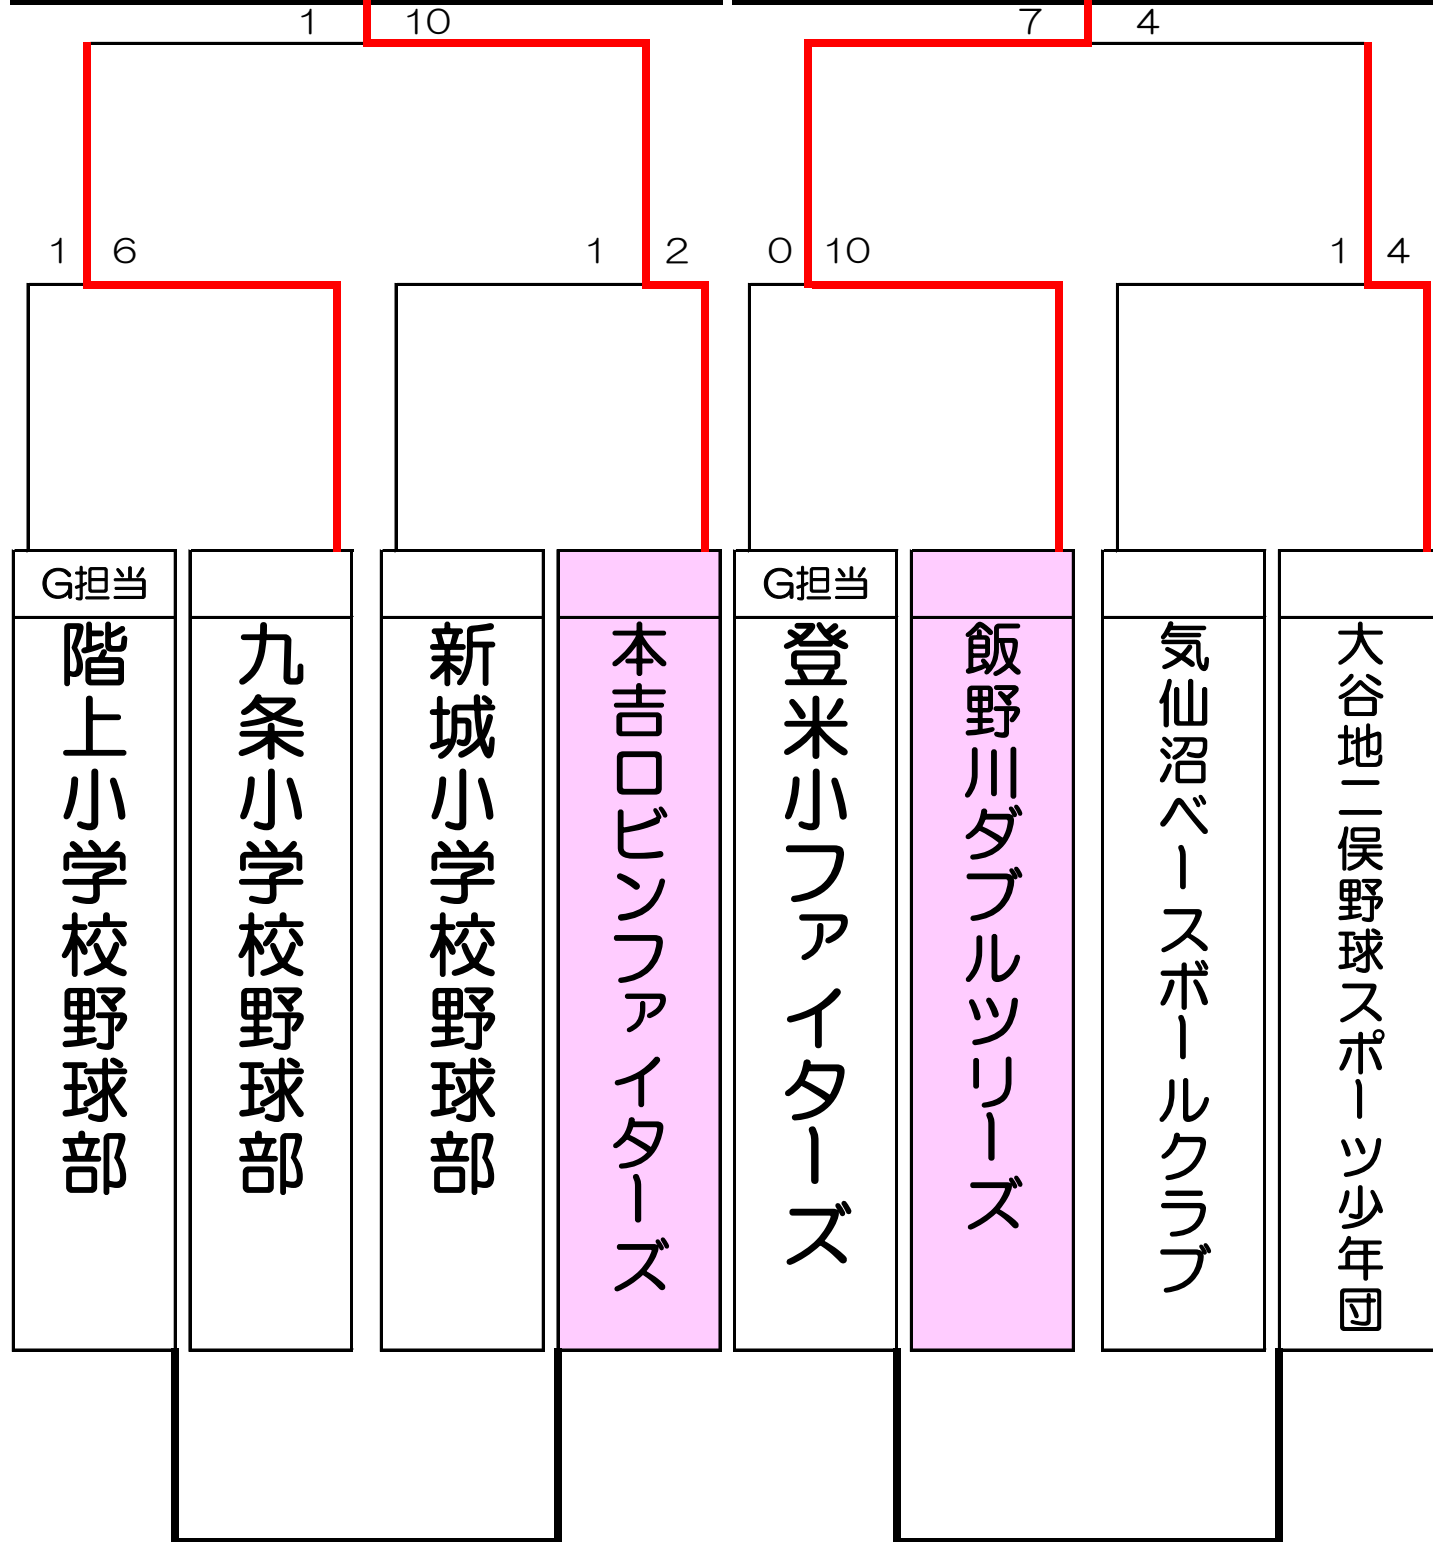 1 10 7 4
1 6 1 2 0 10 1 4
G担当
G担当
階上小学校野球部
九条小学校野球部
新城小学校野球部
本吉ロビンファイターズ
登米小ファイターズ
飯野川ダブルツリーズ
気仙沼ベースボールクラブ
大谷地二俣野球スポーツ少年団